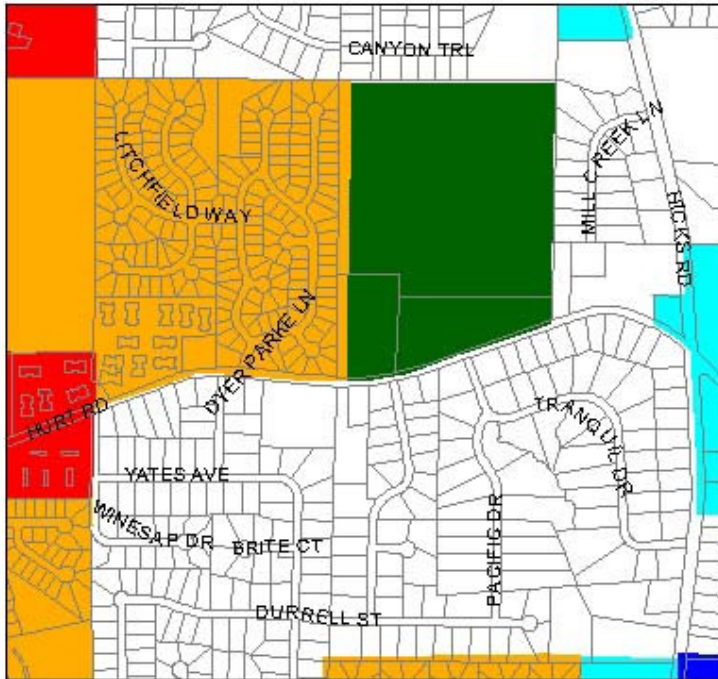 CANYON TRL
LITCHFIELD WAY
MILL CREEK LN
HICKS RD
DYER PARKE LN
HURT RD
TRANQUIL DR
YATES AVE
WINESAP DR
BRITE CT
PACIFIC DR
DURRELL ST